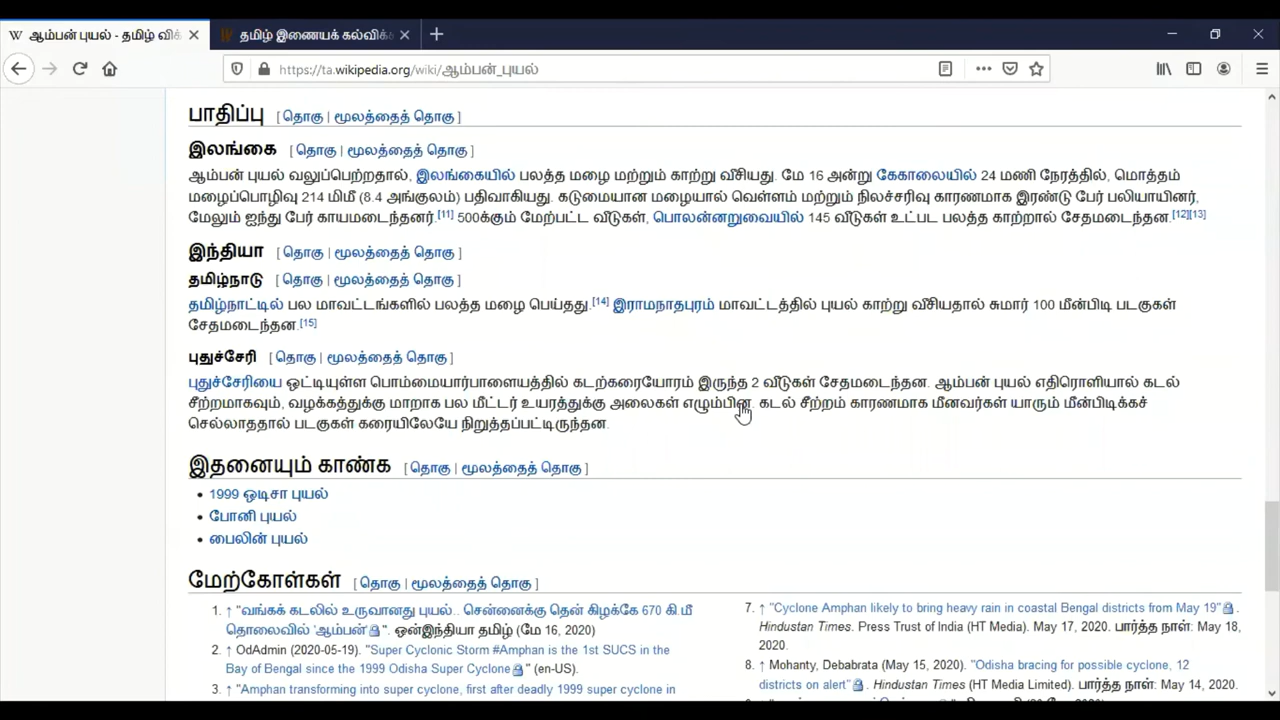 ஆம்பன் புயல் - தமிழ் விக்
தமிழ் இணையக் கல்விக்
https://ta.wikipedia.org/wiki/ஆம்பன்_புயல்
பாதிப்பு [ தொகு | மூலத்தைத் தொகு ]
இலங்கை [ தொகு | மூலத்தைத் தொகு ]
ஆம்பன் புயல் வலுப்பெற்றதால், இலங்கையில் பலத்த மழை மற்றும் காற்று வீசியது. மே 16 அன்று கேகாலையில் 24 மணி நேரத்தில், மொத்தம்
மழைப்பொழிவு 214 மிமீ (8.4 அங்குலம்) பதிவாகியது. கடுமையான மழையால் வெள்ளம் மற்றும் நிலச்சரிவு காரணமாக இரண்டு பேர் பலியாயினர்,
மேலும் ஐந்து பேர் காயமடைந்தனர்.[11] 500க்கும் மேற்பட்ட வீடுகள், பொலன்னறுவையில் 145 வீடுகள் உட்பட பலத்த காற்றால் சேதமடைந்தன.[12][13]
இந்தியா [ தொகு | மூலத்தைத் தொகு ]
தமிழ்நாடு [ தொகு | மூலத்தைத் தொகு ]
தமிழ்நாட்டில் பல மாவட்டங்களில் பலத்த மழை பெய்தது.[14] இராமநாதபுரம் மாவட்டத்தில் புயல் காற்று வீசியதால் சுமார் 100 மீன்பிடி படகுகள்
சேதமடைந்தன.[15]
புதுச்சேரி [ தொகு | மூலத்தைத் தொகு ]
புதுச்சேரியை ஒட்டியுள்ள பொம்மையார்பாளையத்தில் கடற்கரையோரம் இருந்த 2 வீடுகள் சேதமடைந்தன. ஆம்பன் புயல் எதிரொளியால் கடல்
சீற்றமாகவும், வழக்கத்துக்கு மாறாக பல மீட்டர் உயரத்துக்கு அலைகள் எழும்பின. கடல் சீற்றம் காரணமாக மீனவர்கள் யாரும் மீன்பிடிக்கச்
செல்லாததால் படகுகள் கரையிலேயே நிறுத்தப்பட்டிருந்தன.
இதனையும் காண்க [ தொகு | மூலத்தைத் தொகு ]
• 1999 ஒடிசா புயல்
• போனி புயல்
• பைலின் புயல்
மேற்கோள்கள் [ தொகு | மூலத்தைத் தொகு ]
1. ↑ "வங்கக் கடலில் உருவானது புயல்.. சென்னைக்கு தென் கிழக்கே 670 கி.மீ
தொலைவில் 'ஆம்பன்'". ஒன்இந்தியா தமிழ் (மே 16, 2020)
2. ↑ OdAdmin (2020-05-19). "Super Cyclonic Storm #Amphan is the 1st SUCS in the
Bay of Bengal since the 1999 Odisha Super Cyclone" (en-US).
3. ↑ "Amphan transforming into super cyclone, first after deadly 1999 super cyclone in
7. ↑ "Cyclone Amphan likely to bring heavy rain in coastal Bengal districts from May 19".
Hindustan Times. Press Trust of India (HT Media). May 17, 2020. பார்த்த நாள்: May 18,
2020.
8. ↑ Mohanty, Debabrata (May 15, 2020). "Odisha bracing for possible cyclone, 12
districts on alert". Hindustan Times (HT Media Limited). பார்த்த நாள்: May 14, 2020.